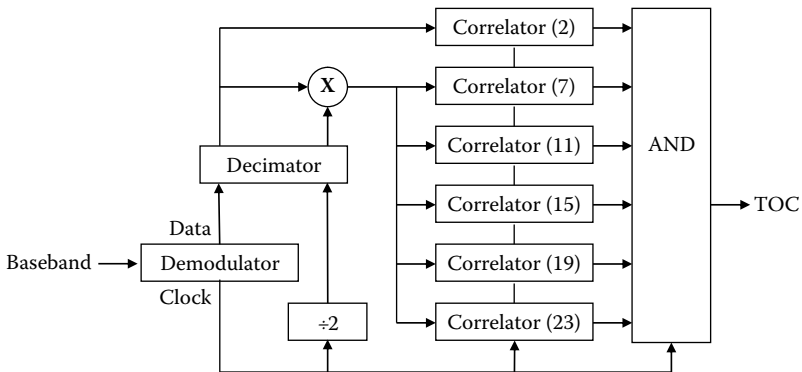 Correlator (2)
X
Correlator (7)
Correlator (11)
AND
Decimator
Correlator (15)
TOC
Data
Baseband
Demodulator
Correlator (19)
Clock
÷2
Correlator (23)